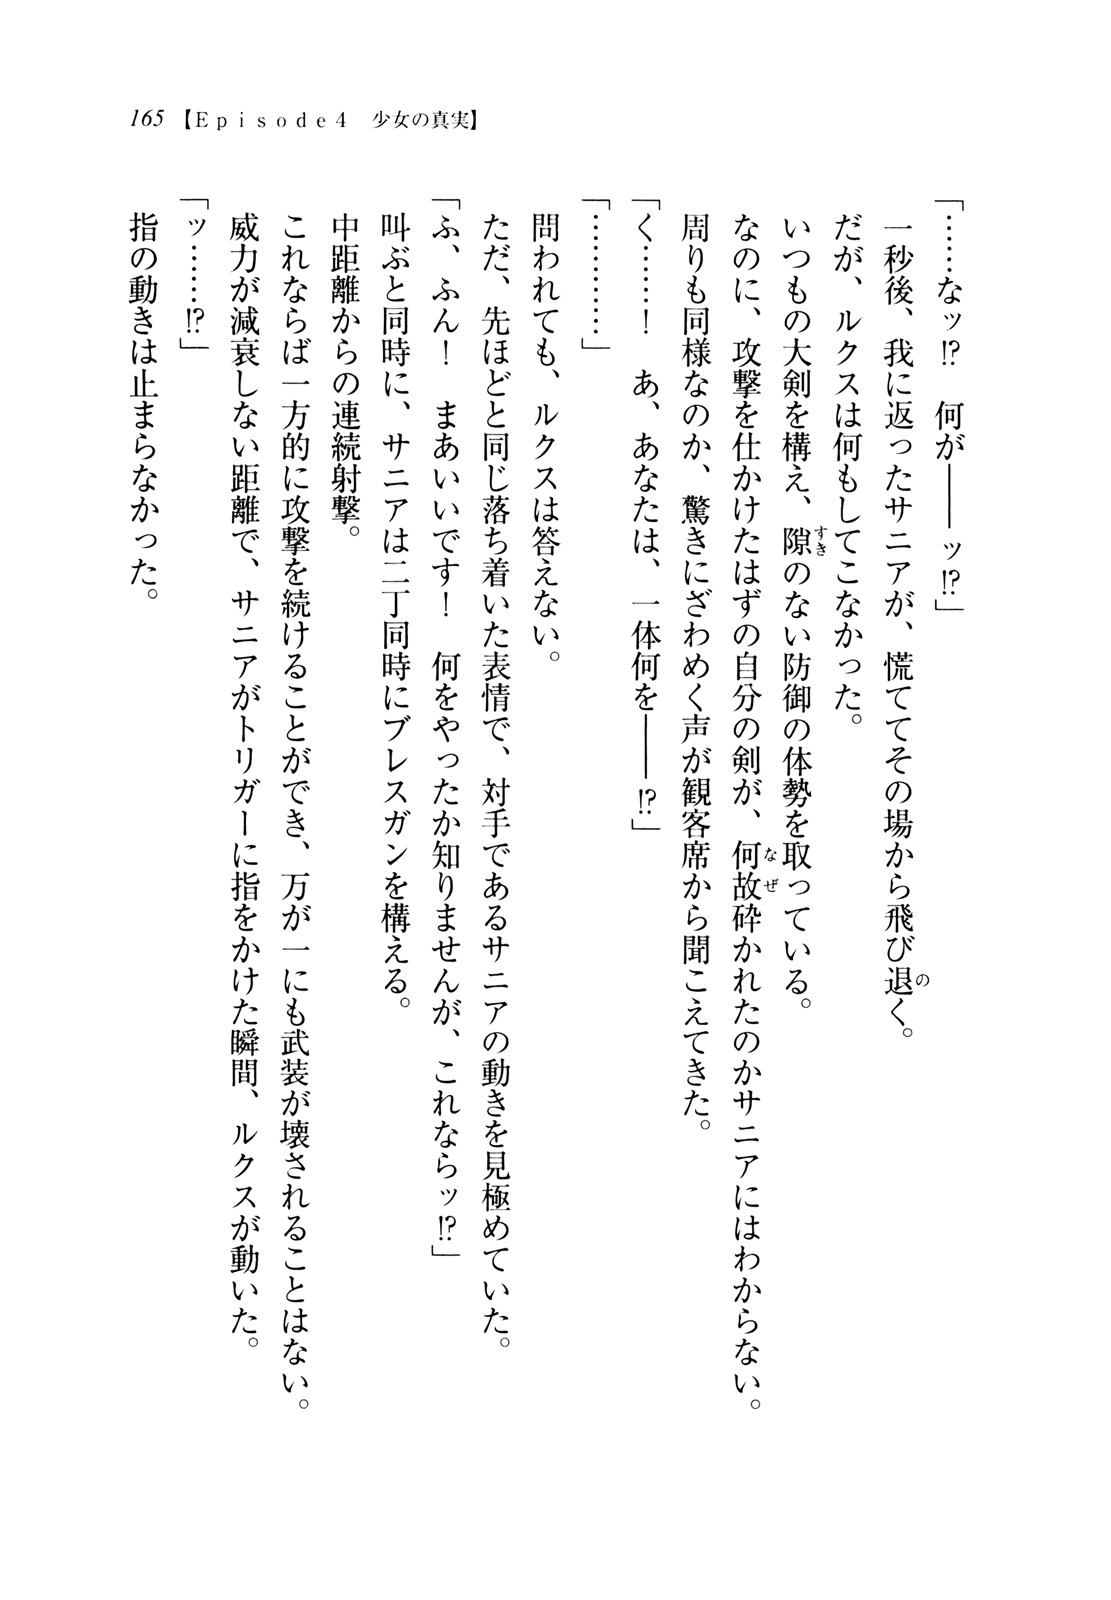 165 【Episode4　少女の真実】
「……なッ!?　何が――ッ!?」
一秒後、我に返ったサニアが、慌ててその場から飛び退く。
だが、ルクスは何もしてこなかった。
いつもの大剣を構え、隙のない防御の体勢を取っている。
なのに、攻撃を仕かけたはずの自分の剣が、何故砕かれたのかサニアにはわからない。
周りも同様なのか、驚きにざわめく声が観客席から聞こえてきた。
「く……！　あ、あなたは、一体何を――!?」
「…………」
問われても、ルクスは答えない。
ただ、先ほどと同じ落ち着いた表情で、対手であるサニアの動きを見極めていた。
「ふ、ふん！　まあいいです！　何をやったか知りませんが、これならッ!?」
叫ぶと同時に、サニアは二丁同時にブレスガンを構える。
中距離からの連続射撃。
これならば一方的に攻撃を続けることができ、万が一にも武装が壊されることはない。
威力が減衰しない距離で、サニアがトリガーに指をかけた瞬間、ルクスが動いた。
「ッ……!?」
指の動きは止まらなかった。